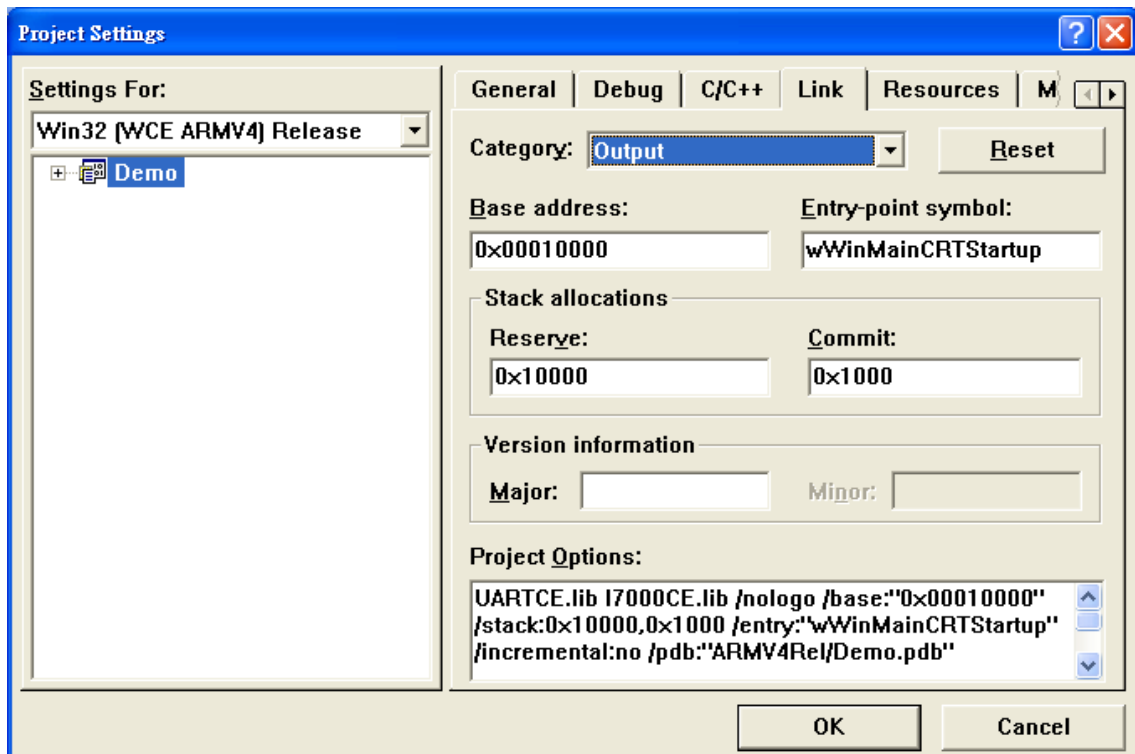 Project Settings
Settings For:
Win32 (WCE ARMV4) Release
Demo
General
Debug
C/C++
Link
Resources
M
Category:
Output
Reset
Base address:
Entry-point symbol:
0x00010000
wWinMainCRTStartup
Stack allocations
Reserve:
Commit:
0x10000
0x1000
Version information
Major:
Minor:
Project Options:
UARTCE.lib I7000CE.lib /nologo /base:"0x00010000"
/stack:0x10000,0x1000 /entry:"wWinMainCRTStartup"
/incremental:no /pdb:"ARMV4Rel/Demo.pdb"
OK
Cancel